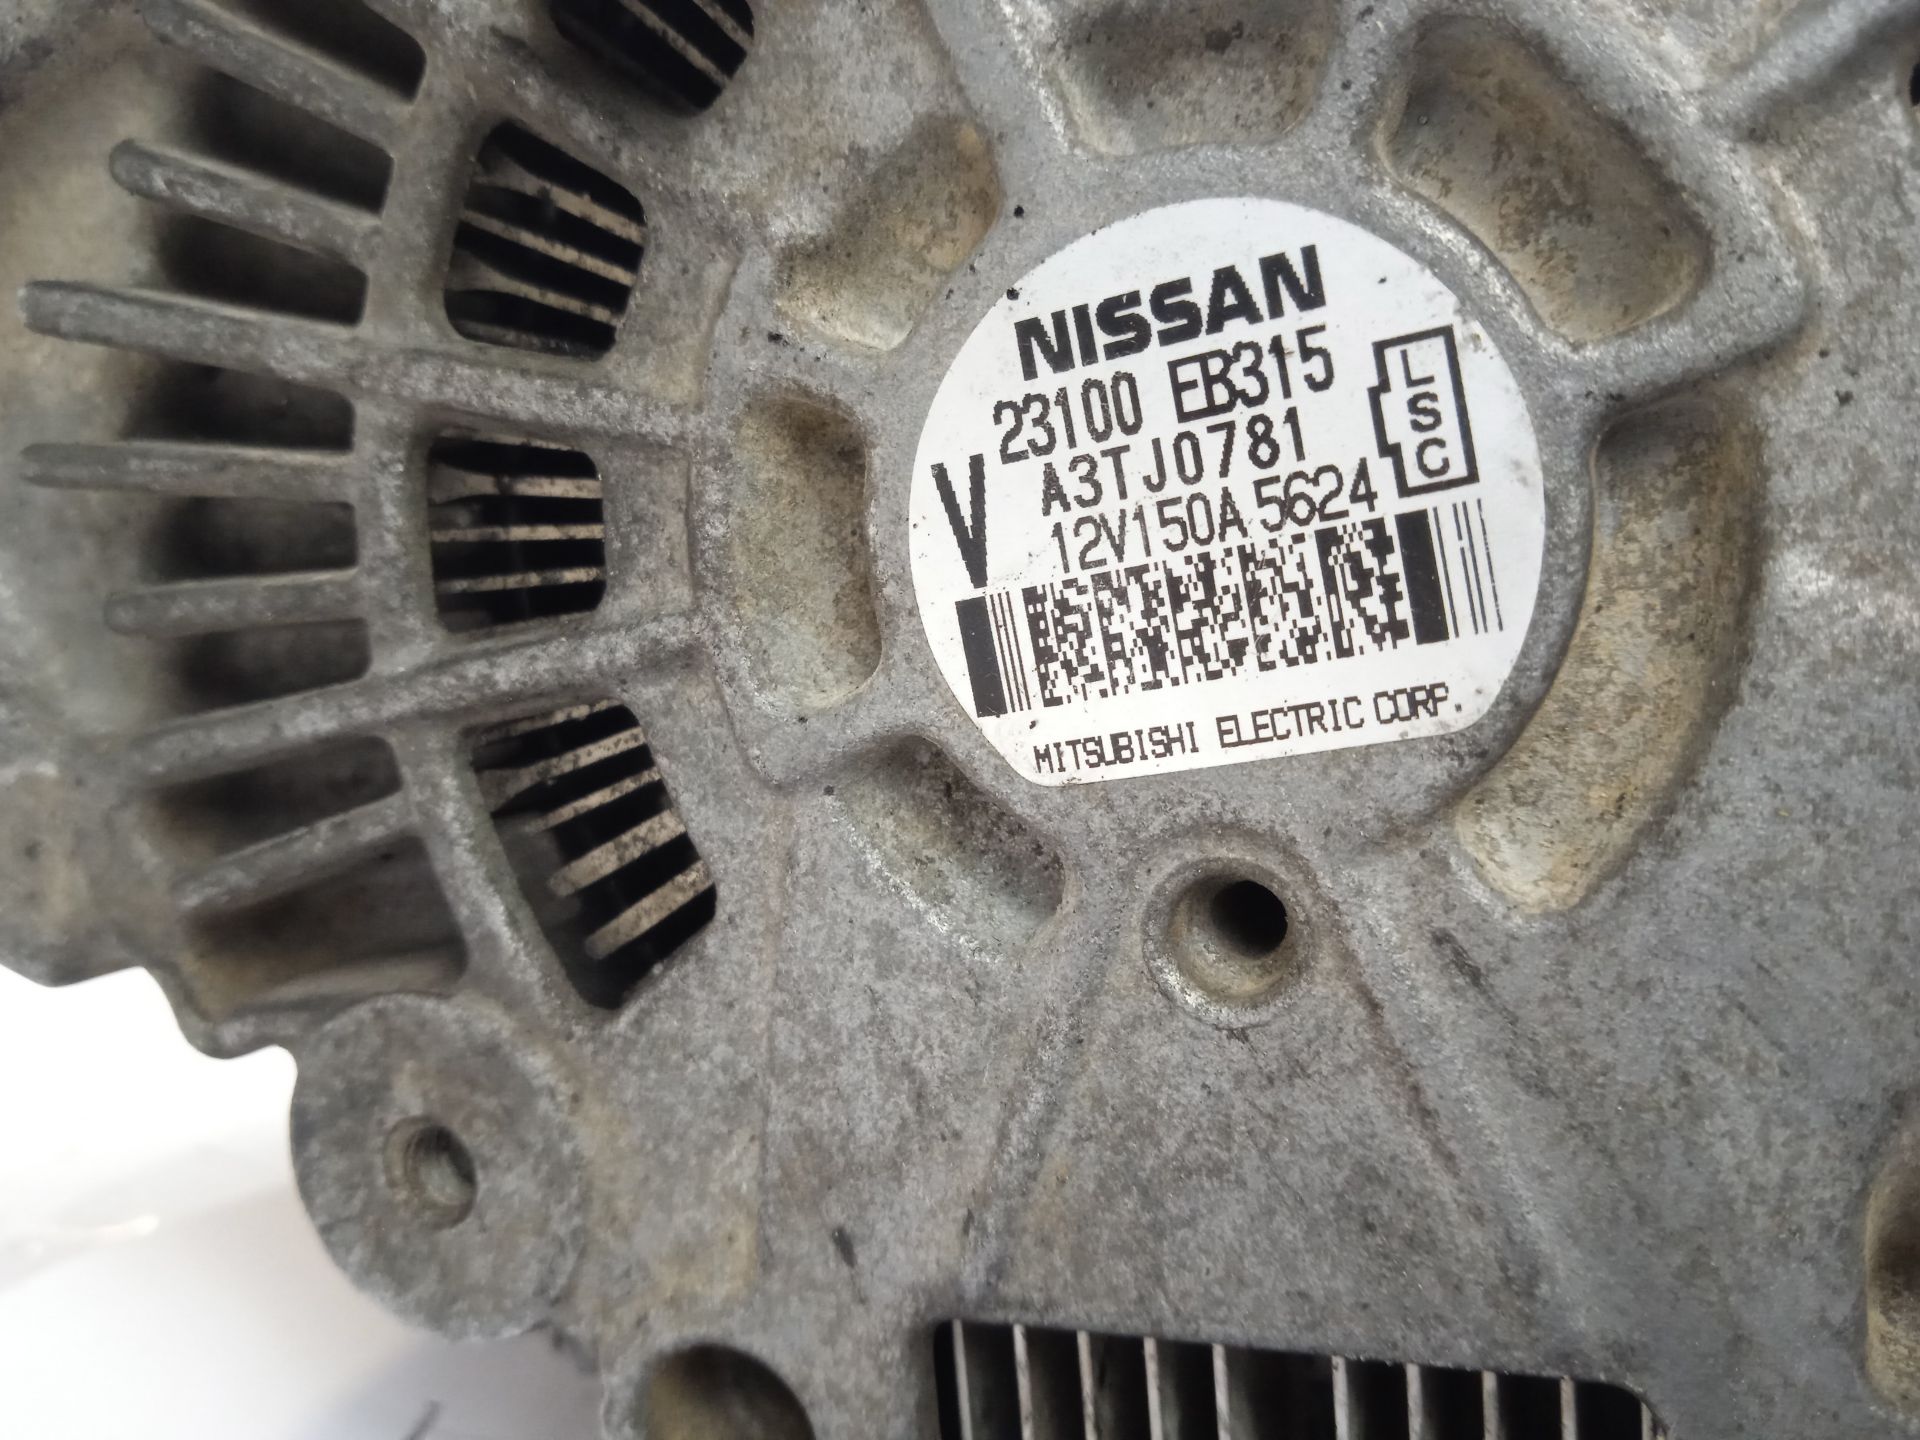 NISSAN
23100 EB315
A3TJ0781
12V150A 5624
V
L
S
C
MITSUBISHI ELECTRIC CORP.